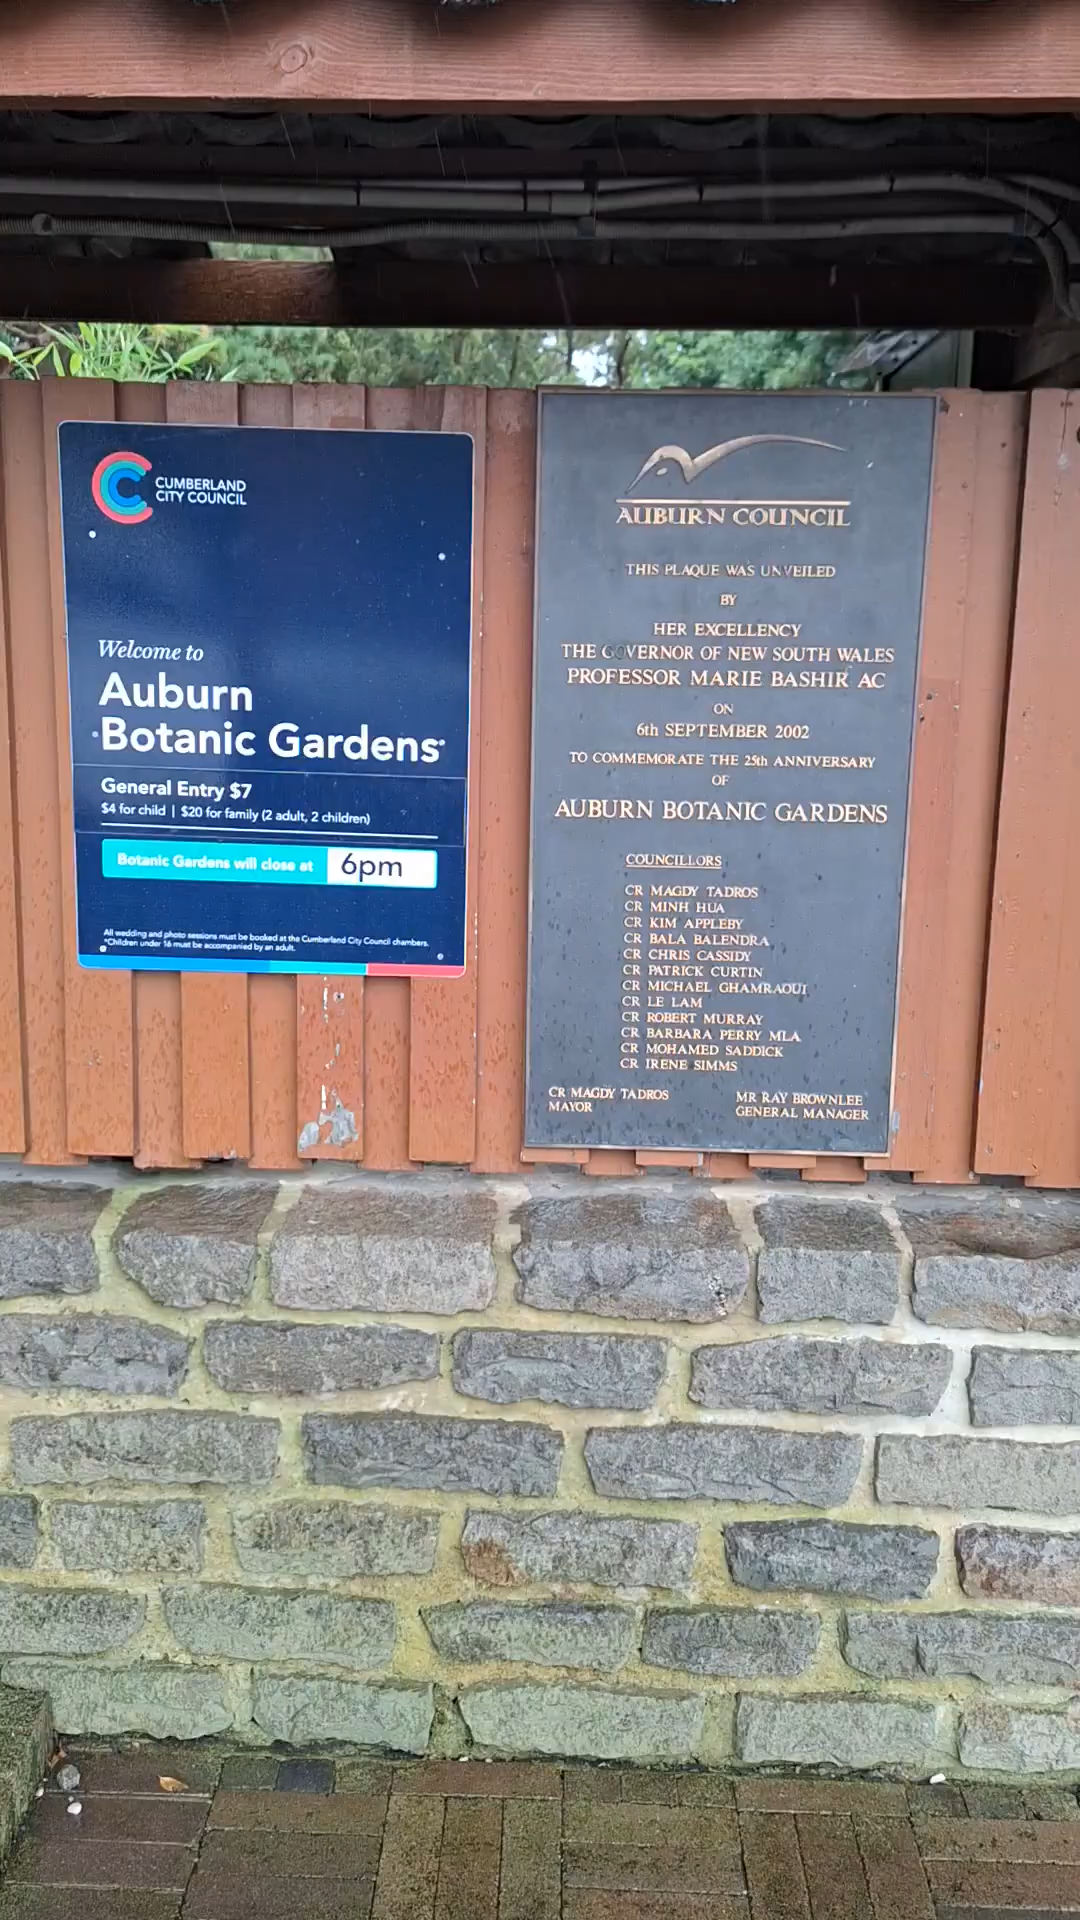 CUMBERLAND
CITY COUNCIL
Welcome to
Auburn
Botanic Gardens
General Entry $7
$4 for child | $20 for family (2 adult, 2 children)
Botanic Gardens will close at 6pm
All wedding and photo sessions must be booked at the Cumberland City Council chambers.
*Children under 16 must be accompanied by an adult.
AUBURN COUNCIL
THIS PLAQUE WAS UNVEILED
BY
HER EXCELLENCY
THE GOVERNOR OF NEW SOUTH WALES
PROFESSOR MARIE BASHIR AC
ON
6th SEPTEMBER 2002
TO COMMEMORATE THE 25th ANNIVERSARY
OF
AUBURN BOTANIC GARDENS
COUNCILLORS
CR MAGDY TADROS
CR MINH HUA
CR KIM APPLEBY
CR BALA BALENDRA
CR CHRIS CASSIDY
CR PATRICK CURTIN
CR MICHAEL GHAMRAOUI
CR LE LAM
CR ROBERT MURRAY
CR BARBARA PERRY MLA
CR MOHAMED SADDICK
CR IRENE SIMMS
CR MAGDY TADROS
MAYOR
MR RAY BROWNLEE
GENERAL MANAGER